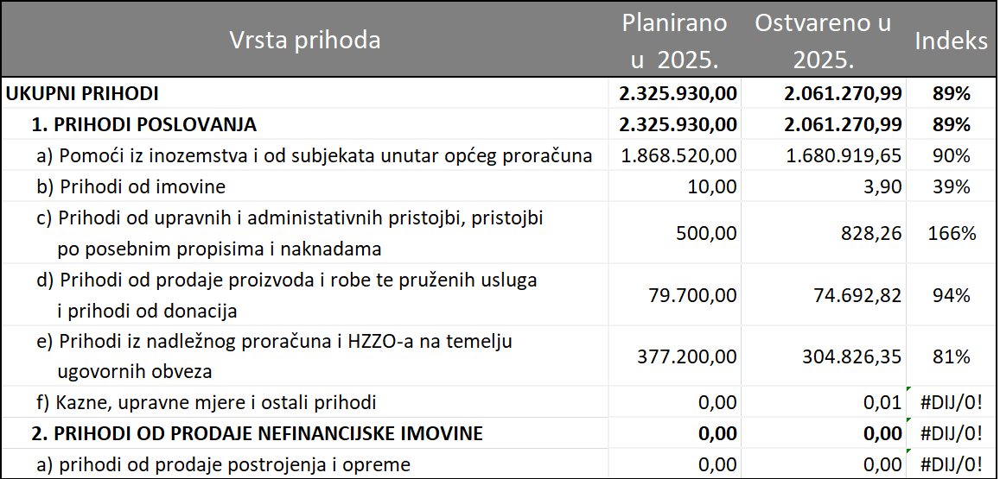 Vrsta prihoda Planirano u 2025. Ostvareno u 2025. Indeks
UKUPNI PRIHODI 2.325.930,00 2.061.270,99 89%
1. PRIHODI POSLOVANJA 2.325.930,00 2.061.270,99 89%
a) Pomoći iz inozemstva i od subjekata unutar općeg proračuna 1.868.520,00 1.680.919,65 90%
b) Prihodi od imovine 10,00 3,90 39%
c) Prihodi od upravnih i administativnih pristojbi, pristojbi
po posebnim propisima i naknadama 500,00 828,26 166%
d) Prihodi od prodaje proizvoda i robe te pruženih usluga
i prihodi od donacija 79.700,00 74.692,82 94%
e) Prihodi iz nadležnog proračuna i HZZO-a na temelju
ugovornih obveza 377.200,00 304.826,35 81%
f) Kazne, upravne mjere i ostali prihodi 0,00 0,01 #DIJ/0!
2. PRIHODI OD PRODAJE NEFINANCIJSKE IMOVINE 0,00 0,00 #DIJ/0!
a) prihodi od prodaje postrojenja i opreme 0,00 0,00 #DIJ/0!